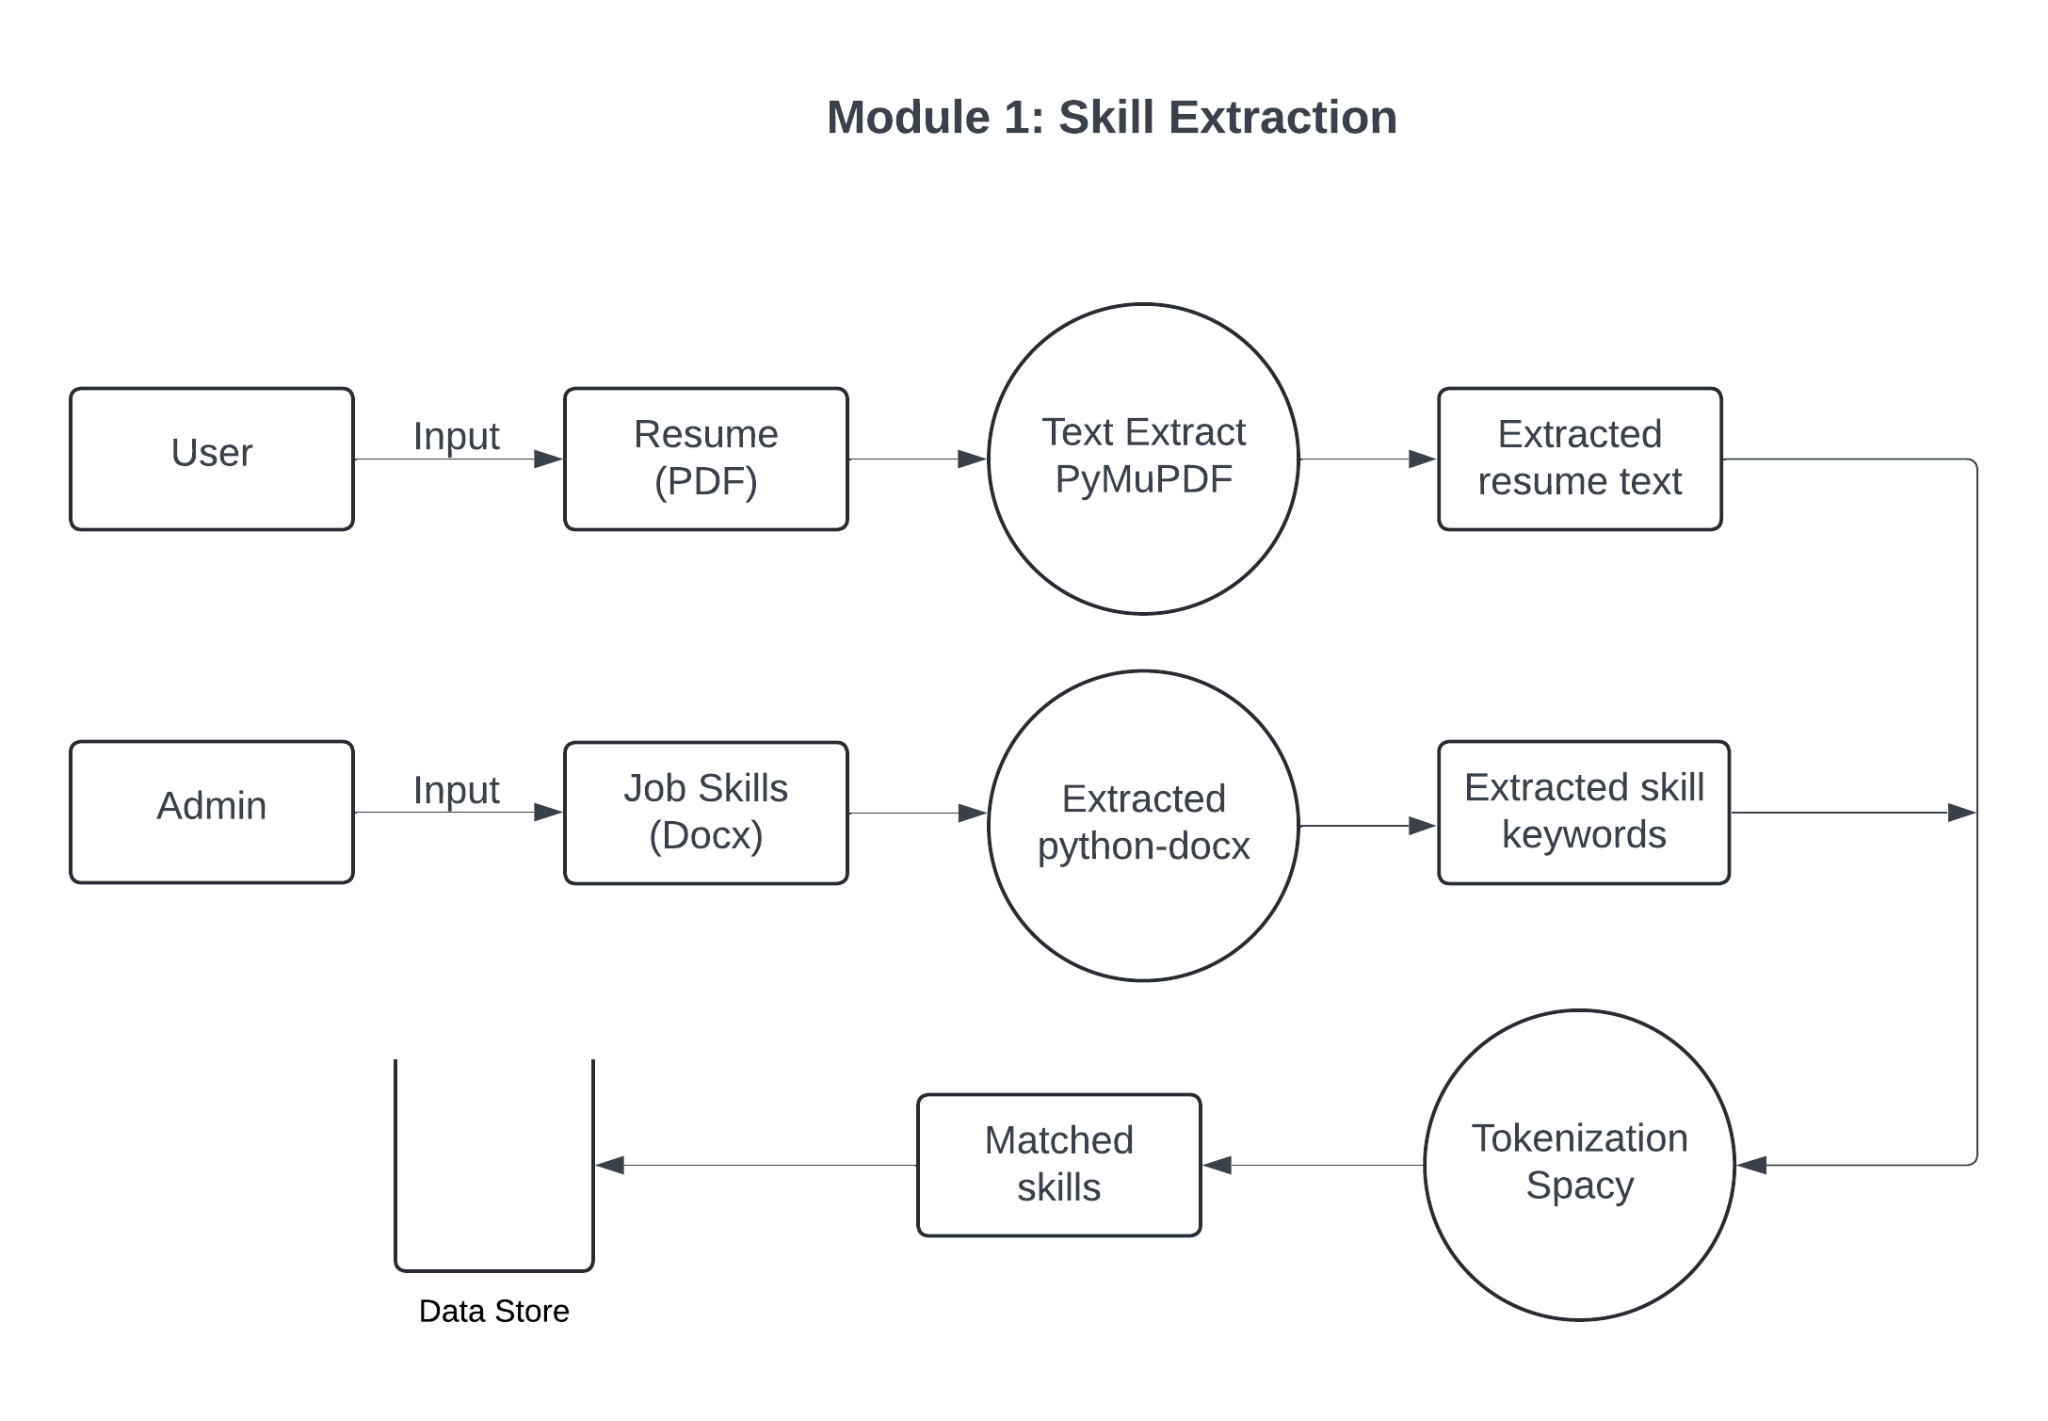 Module 1: Skill Extraction
User
Input
Resume
(PDF)
Text Extract
PyMuPDF
Extracted
resume text
Admin
Input
Job Skills
(Docx)
Extracted
python-docx
Extracted skill
keywords
Tokenization
Spacy
Matched
skills
Data Store